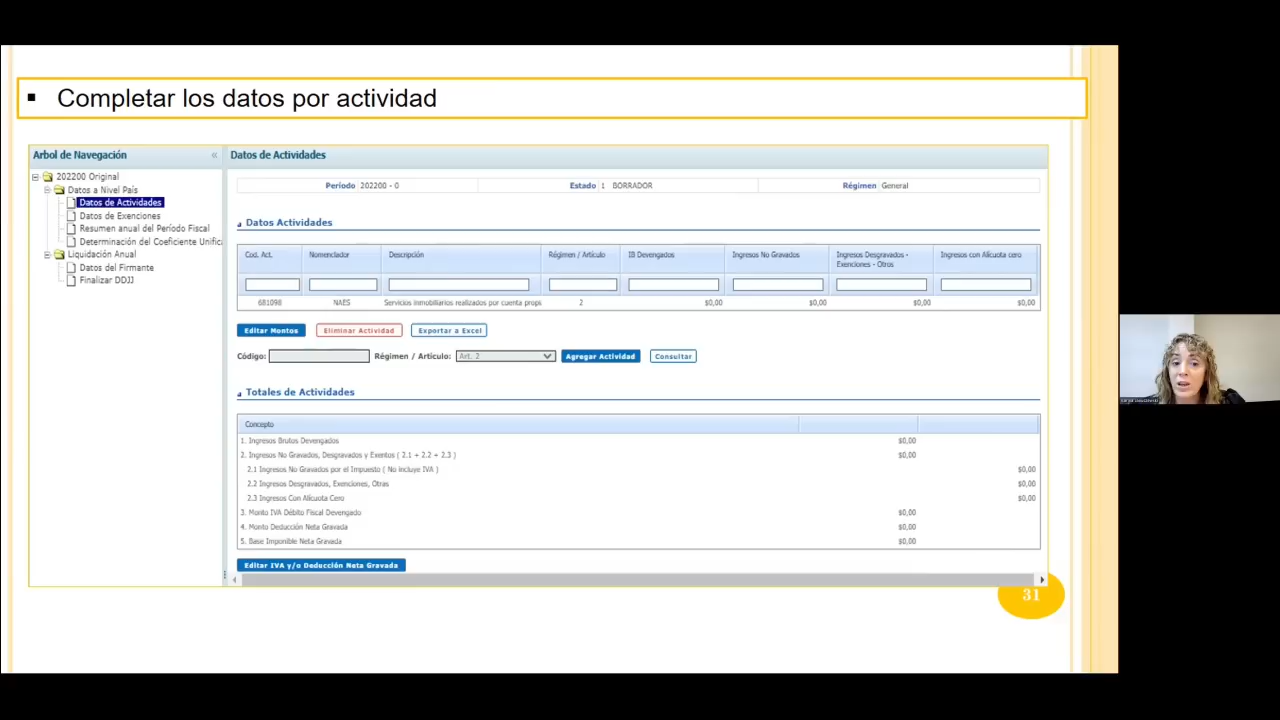 ▪ Completar los datos por actividad
Arbol de Navegación «
Datos de Actividades
202200 Original
Datos a Nivel País
Datos de Actividades
Datos de Exenciones
Resumen anual del Período Fiscal
Determinación del Coeficiente Unific
Liquidación Anual
Datos del Firmante
Finalizar DDJJ
Periodo 202200 - 0 Estado 1 BORRADOR Régimen General
Datos Actividades
Cod. Act. Nomenclador Descripción Régimen / Artículo IB Devengados Ingresos No Gravados Ingresos Desgravados - Exenciones - Otros Ingresos con Alícuota cero
681098 NAES Servicios inmobiliarios realizados por cuenta propi 2 $0,00 $0,00 $0,00 $0,00
Editar Montos Eliminar Actividad Exportar a Excel
Código: Régimen / Artículo: Art. 2 Agregar Actividad Consultar
Totales de Actividades
Concepto
1. Ingresos Brutos Devengados $0,00
2. Ingresos No Gravados, Desgravados y Exentos ( 2.1 + 2.2 + 2.3 ) $0,00
2.1 Ingresos No Gravados por el Impuesto ( No incluye IVA ) $0,00
2.2 Ingresos Desgravados, Exenciones, Otras $0,00
2.3 Ingresos Con Alícuota Cero $0,00
3. Monto IVA Débito Fiscal Devengado $0,00
4. Monto Deducción Neta Gravada $0,00
5. Base Imponible Neta Gravada $0,00
Editar IVA y/o Deducción Neta Gravada
31